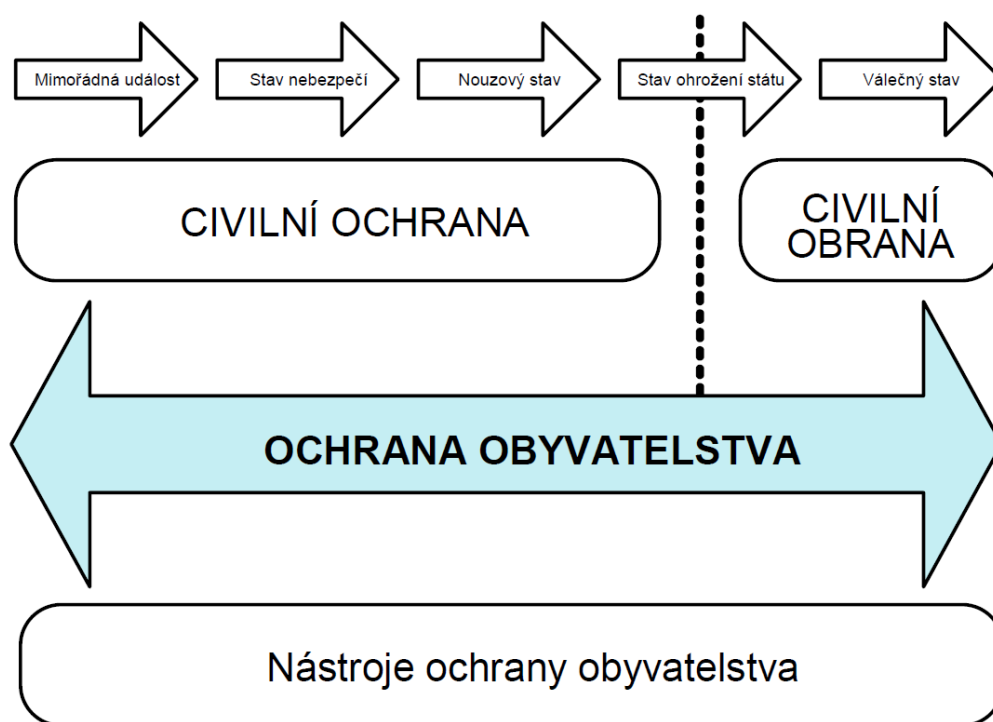 Mimořádná událost
Stav nebezpečí
Nouzový stav
Stav ohrožení státu
Válečný stav
CIVILNÍ OCHRANA
CIVILNÍ
OBRANA
OCHRANA OBYVATELSTVA
Nástroje ochrany obyvatelstva